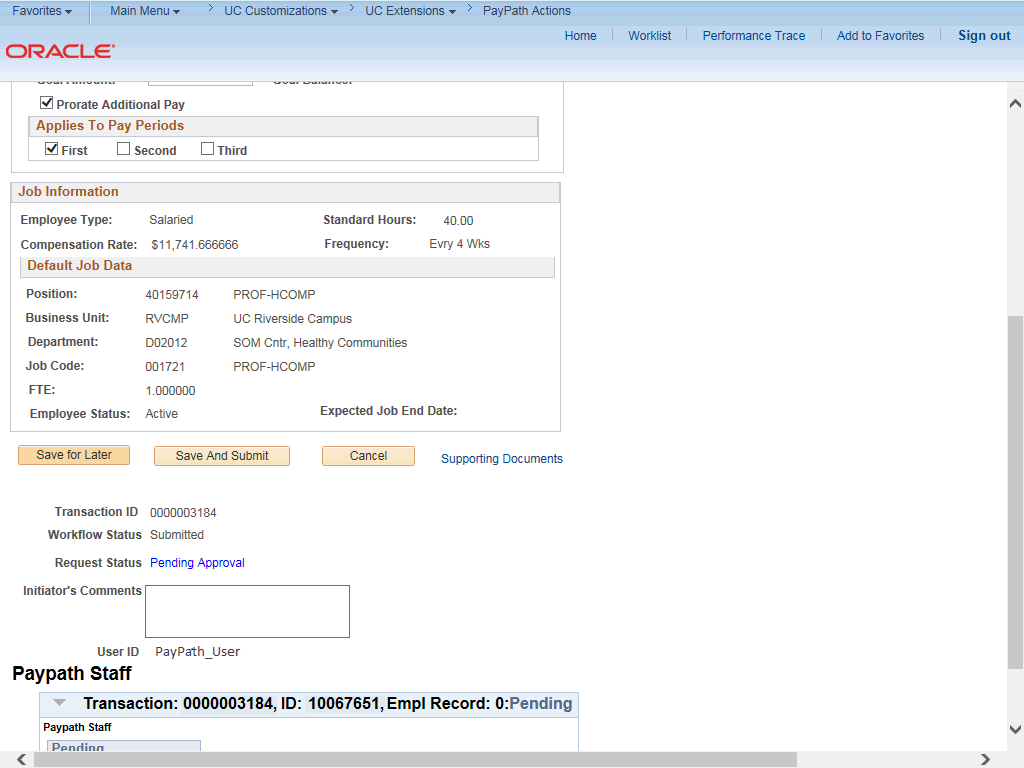 Favorites Main Menu > UC Customizations > UC Extensions > PayPath Actions
Home Worklist Performance Trace Add to Favorites Sign out
ORACLE
Prorate Additional Pay
Applies To Pay Periods
First Second Third
Job Information
Employee Type: Salaried Standard Hours: 40.00
Compensation Rate: $11,741.666666 Frequency: Evry 4 Wks
Default Job Data
Position: 40159714 PROF-HCOMP
Business Unit: RVCMP UC Riverside Campus
Department: D02012 SOM Cntr, Healthy Communities
Job Code: 001721 PROF-HCOMP
FTE: 1.000000
Employee Status: Active Expected Job End Date:
Save for Later Save And Submit Cancel Supporting Documents
Transaction ID 0000003184
Workflow Status Submitted
Request Status Pending Approval
Initiator's Comments
User ID PayPath_User
Paypath Staff
Transaction: 0000003184, ID: 10067651, Empl Record: 0:Pending
Paypath Staff
Pending